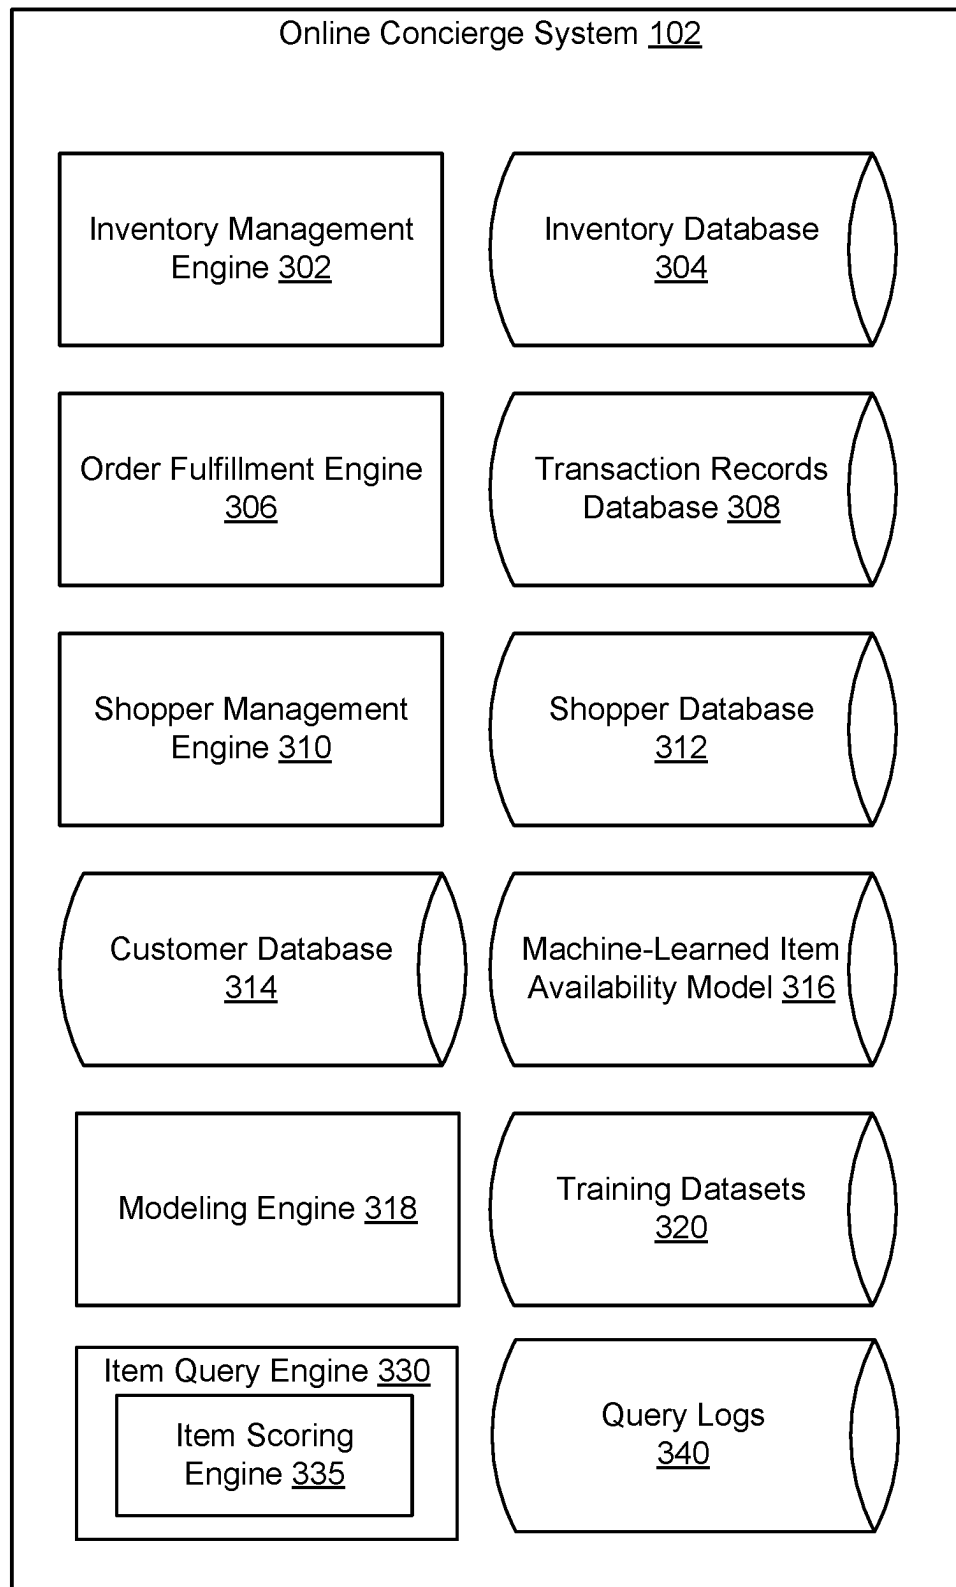 Online Concierge System 102
Inventory Management
Engine 302
Inventory Database
304
Order Fulfillment Engine
306
Transaction Records
Database 308
Shopper Management
Engine 310
Shopper Database
312
Customer Database
314
Machine-Learned Item
Availability Model 316
Modeling Engine 318
Training Datasets
320
Item Query Engine 330
Item Scoring
Engine 335
Query Logs
340